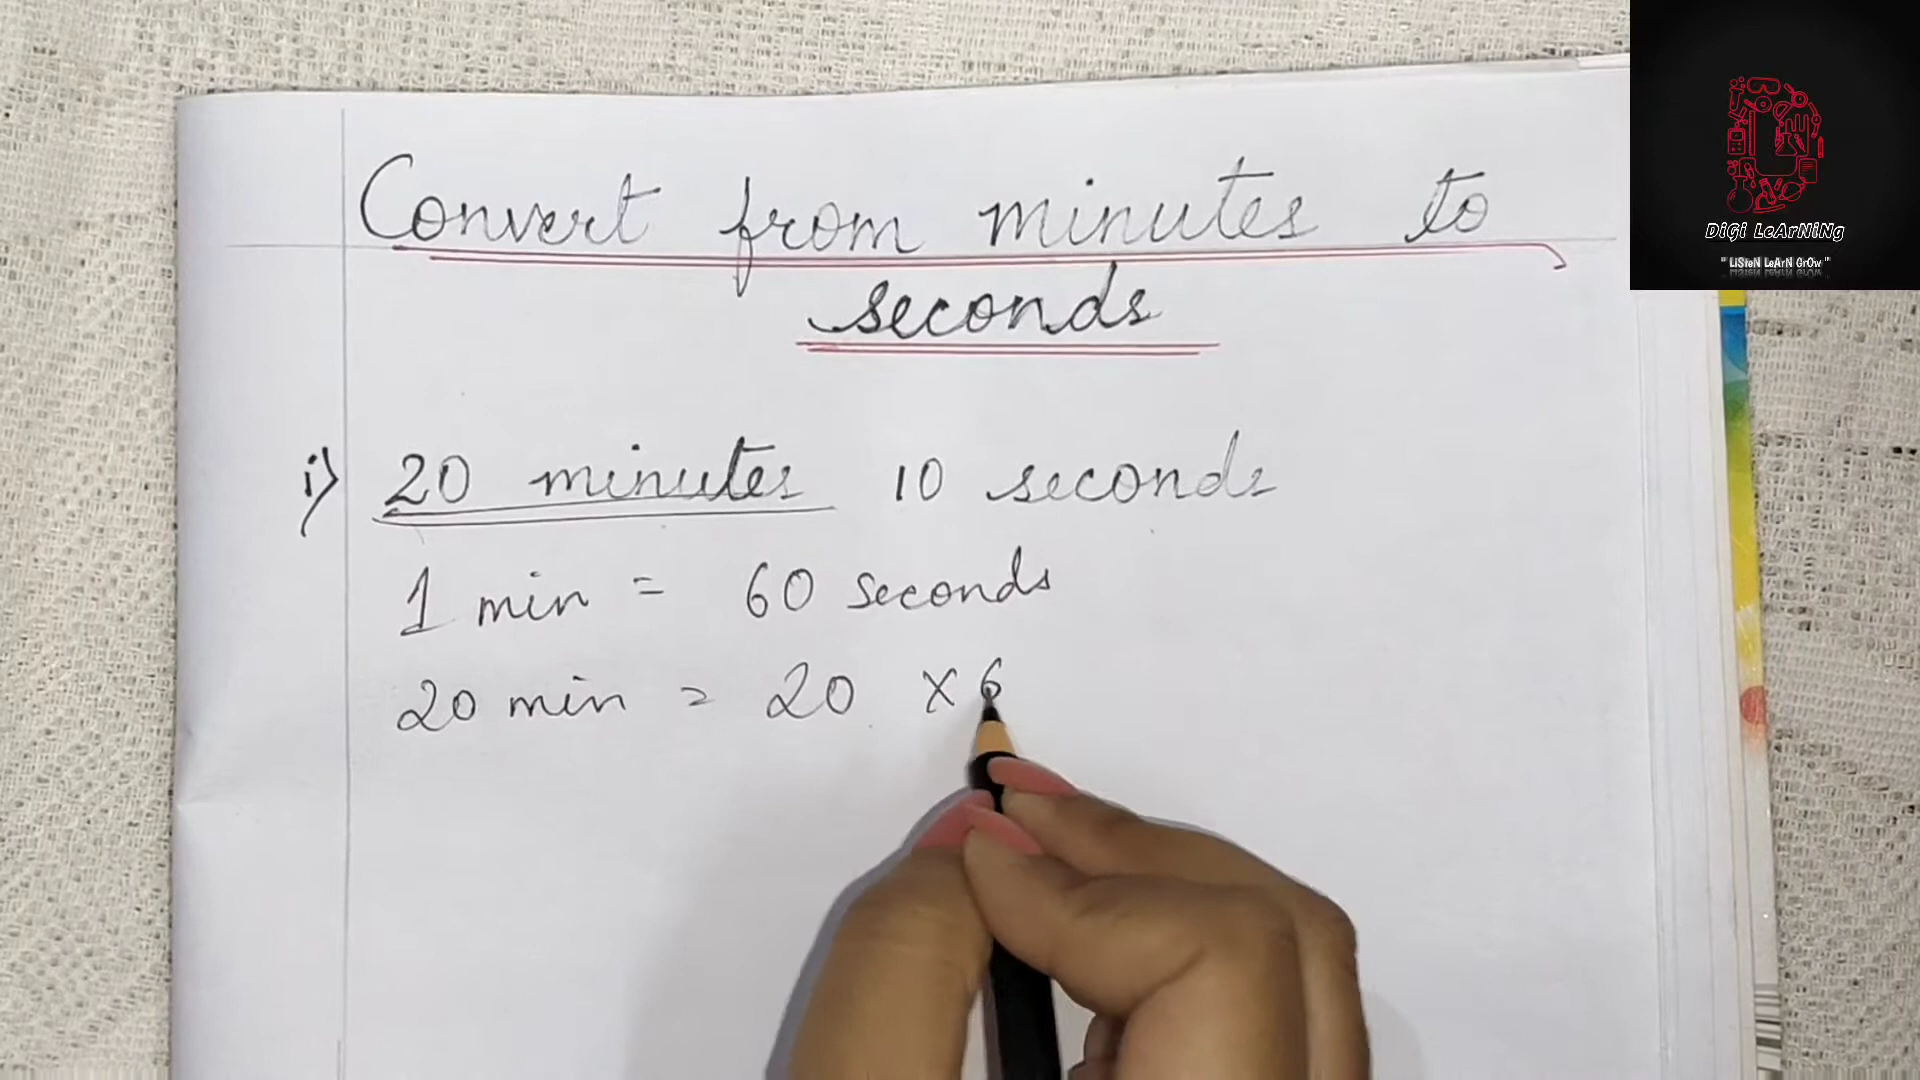 Convert from minutes to
seconds
i) 20 minutes 10 seconds
1 min = 60 seconds
20 min = 20 × 6
DiGi LeArNiNg
" LiSteN LeArN GrOw "